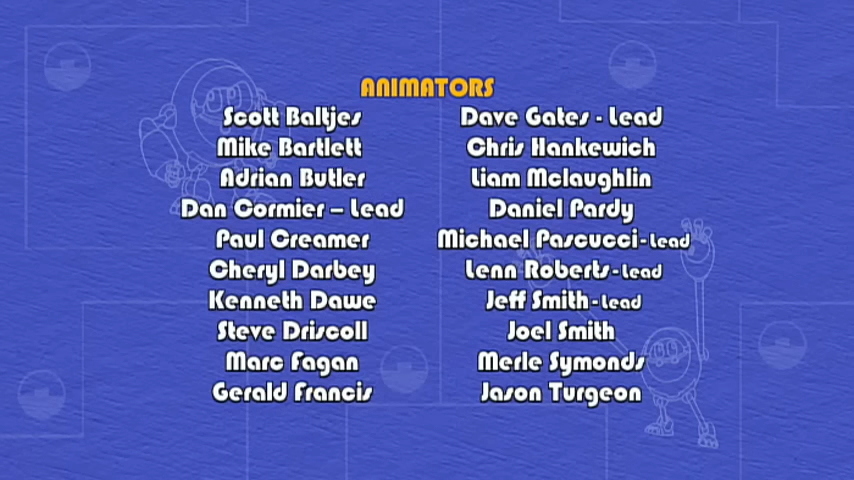 ANIMATORS
Scott Baltjes
Mike Bartlett
Adrian Butler
Dan Cormier – Lead
Paul Creamer
Cheryl Darbey
Kenneth Dawe
Steve Driscoll
Marc Fagan
Gerald Francis
Dave Gates - Lead
Chris Hankewich
Liam Mclaughlin
Daniel Pardy
Michael Pascucci - Lead
Lenn Roberts - Lead
Jeff Smith - Lead
Joel Smith
Merle Symonds
Jason Turgeon